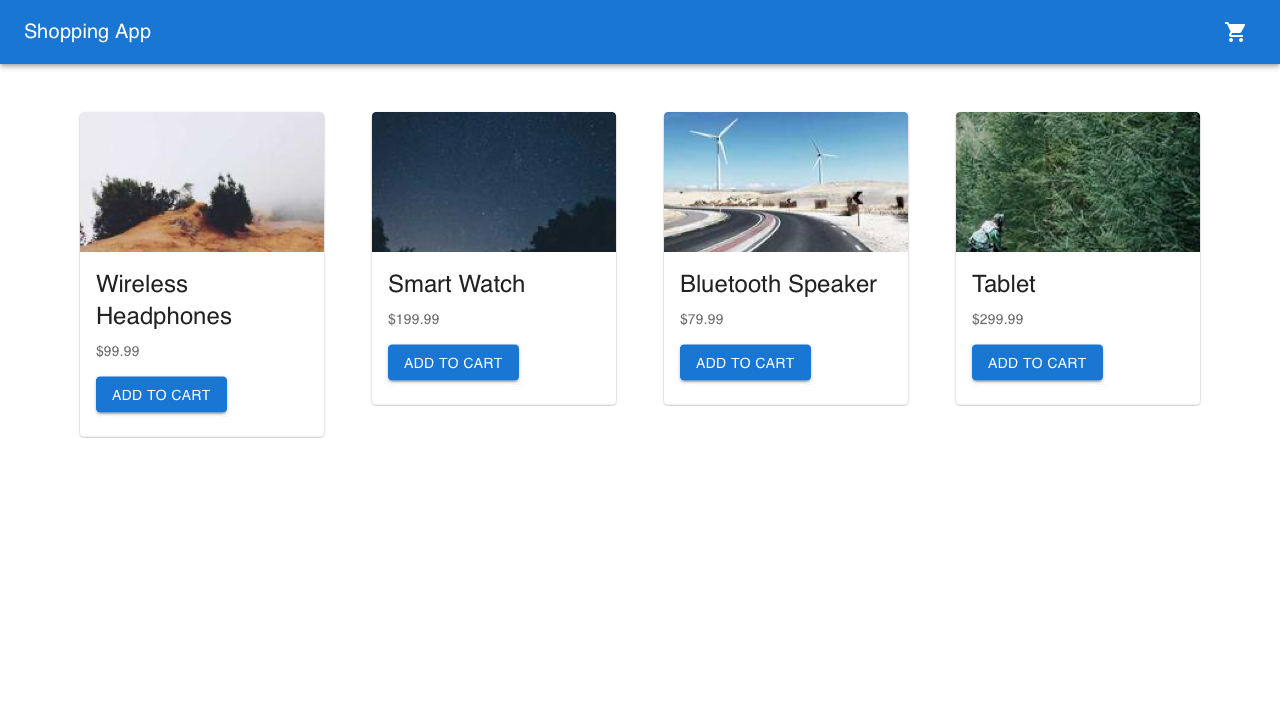 Shopping App
Wireless
Headphones
$99.99
ADD TO CART
Smart Watch
$199.99
ADD TO CART
Bluetooth Speaker
$79.99
ADD TO CART
Tablet
$299.99
ADD TO CART